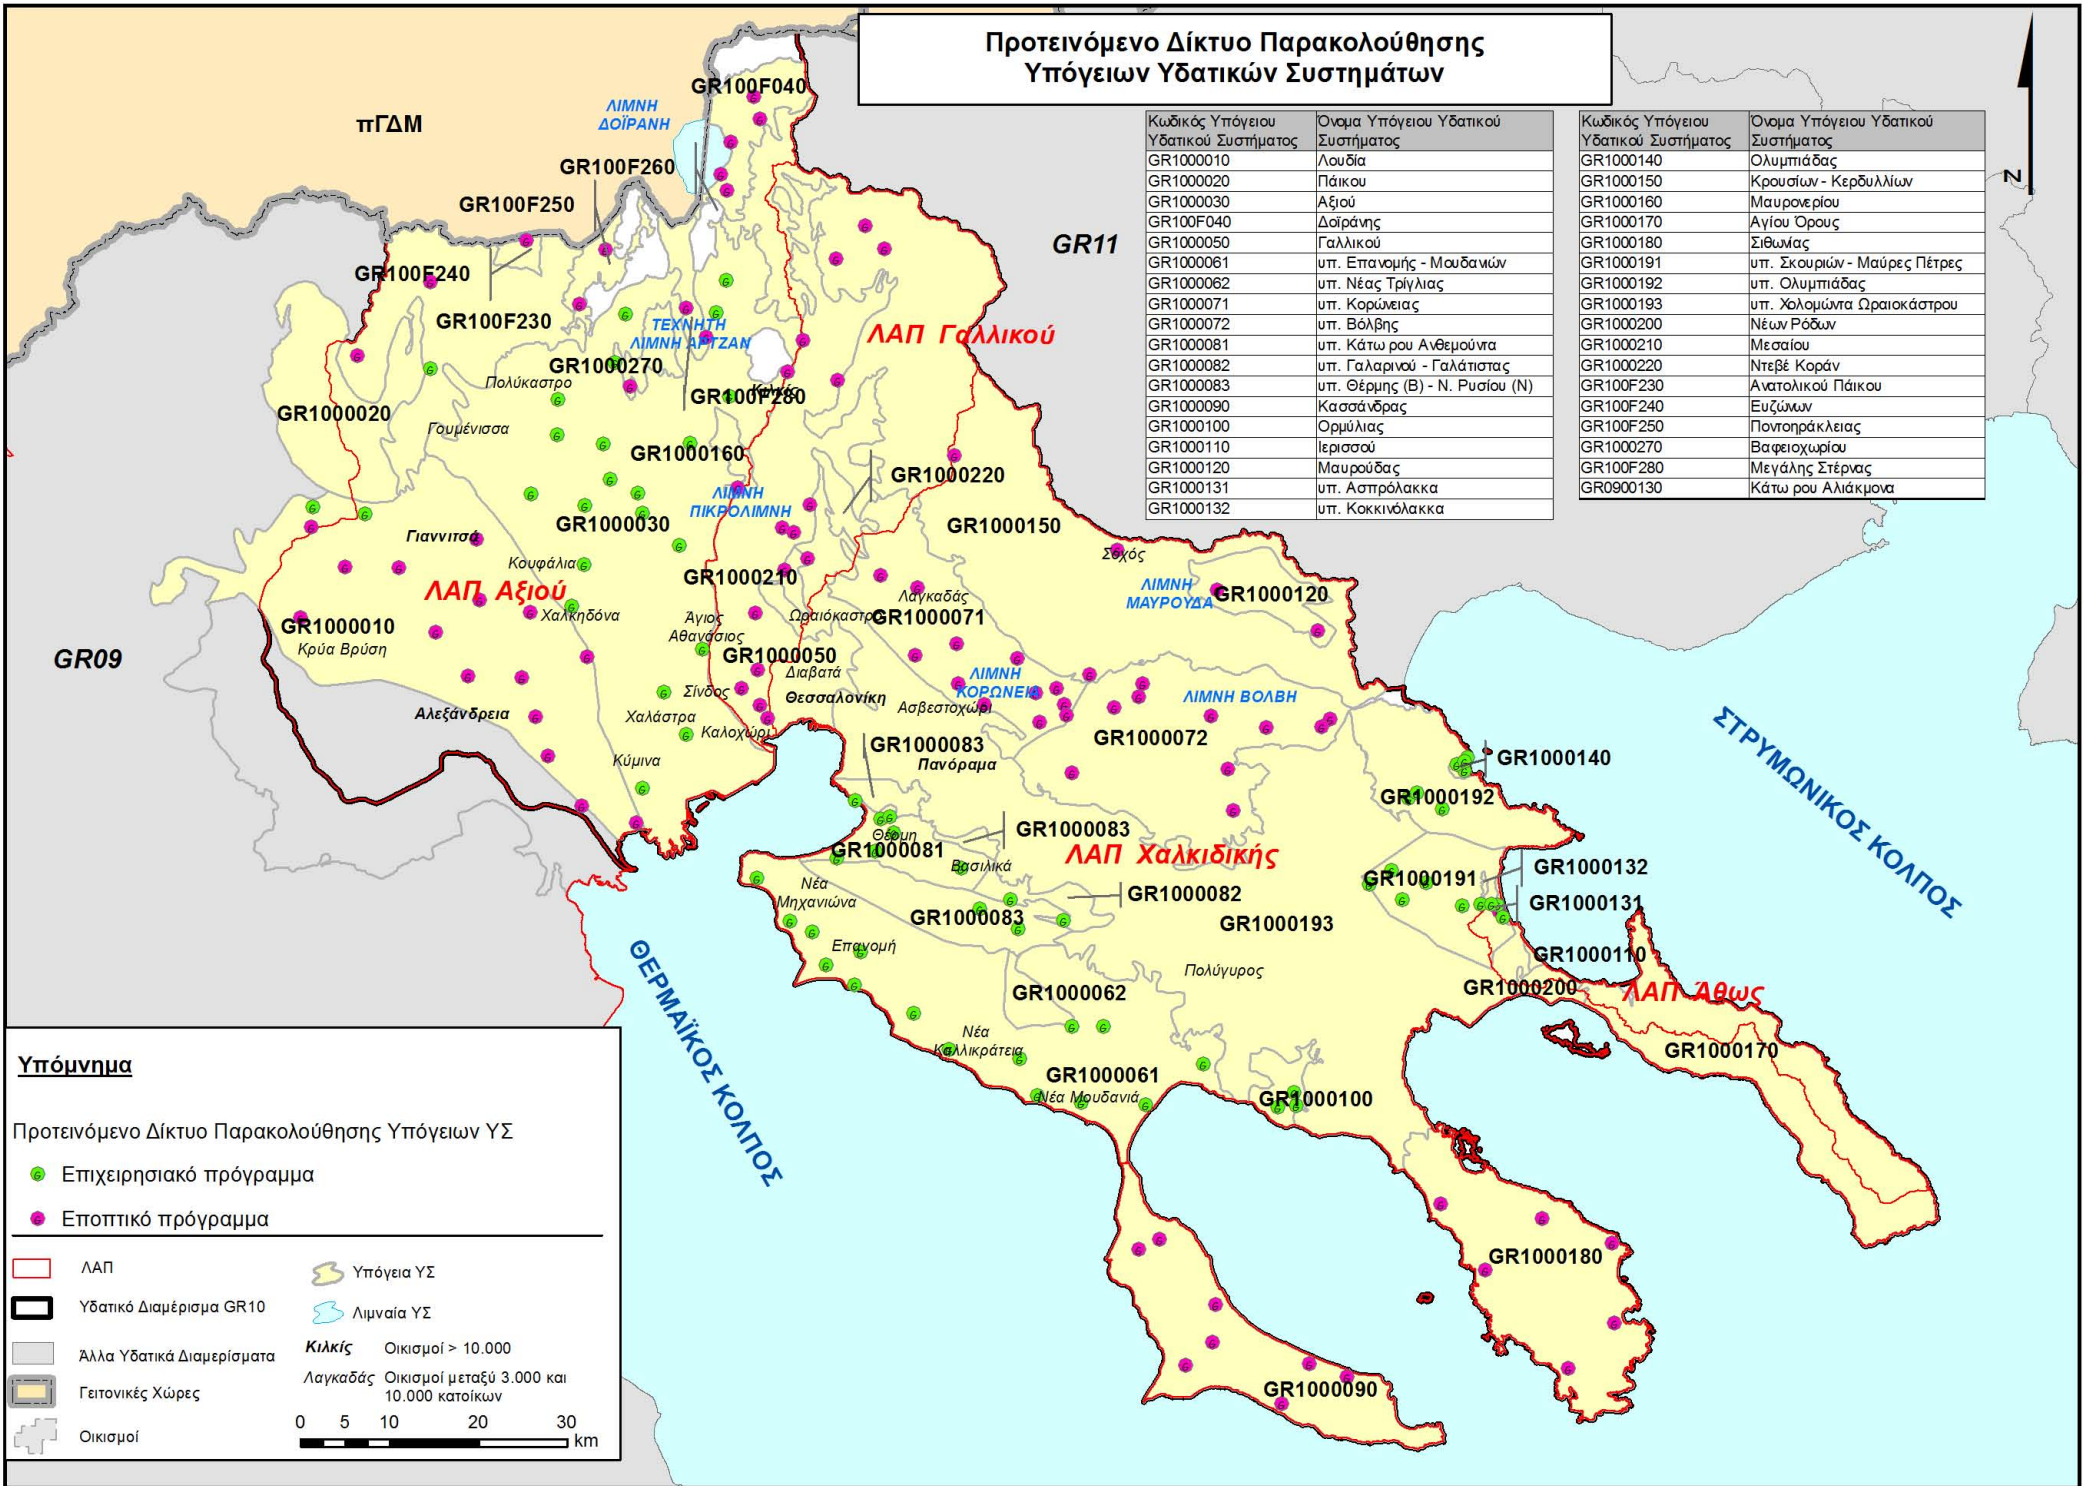 Προτεινόμενο Δίκτυο Παρακολούθησης
Υπόγειων Υδατικών Συστημάτων
Κωδικός Υπόγειου Υδατικού Συστήματος Όνομα Υπόγειου Υδατικού Συστήματος
GR1000010 Λουδία
GR1000020 Πάικου
GR1000030 Αξιού
GR100F040 Δοϊράνης
GR1000050 Γαλλικού
GR1000061 υπ. Επανομής - Μουδανιών
GR1000062 υπ. Νέας Τρίγλιας
GR1000071 υπ. Κορώνειας
GR1000072 υπ. Βόλβης
GR1000081 υπ. Κάτω ρου Ανθεμούντα
GR1000082 υπ. Γαλαρινού - Γαλάτιστας
GR1000083 υπ. Θέρμης (Β) - Ν. Ρυσίου (Ν)
GR1000090 Κασσάνδρας
GR1000100 Ορμύλιας
GR1000110 Ιερισσού
GR1000120 Μαυρούδας
GR1000131 υπ. Ασπρόλακκα
GR1000132 υπ. Κοκκινόλακκα
Κωδικός Υπόγειου Υδατικού Συστήματος Όνομα Υπόγειου Υδατικού Συστήματος
GR1000140 Ολυμπιάδας
GR1000150 Κρουσίων - Κερδυλλίων
GR1000160 Μαυρονερίου
GR1000170 Αγίου Όρους
GR1000180 Σιθωνίας
GR1000191 υπ. Σκουριών - Μαύρες Πέτρες
GR1000192 υπ. Ολυμπιάδας
GR1000193 υπ. Χολομώντα Ωραιοκάστρου
GR1000200 Νέων Ρόδων
GR1000210 Μεσαίου
GR1000220 Ντεβέ Κοράν
GR100F230 Ανατολικού Πάικου
GR100F240 Ευζώνων
GR100F250 Ποντοηράκλειας
GR1000270 Βαφειοχωρίου
GR100F280 Μεγάλης Στέρνας
GR0900130 Κάτω ρου Αλιάκμονα
N
πΓΔΜ
ΛΙΜΝΗ
ΔΟΪΡΑΝΗ
GR100F040
GR100F260
GR100F250
GR100F240
GR100F230
GR11
ΤΕΧΝΗΤΗ
ΛΙΜΝΗ ΑΡΤΖΑΝ
ΛΑΠ Γαλλικού
GR1000270
Πολύκαστρο
GR100F280
Κιλκίς
GR1000020
Γουμένισσα
GR1000160
GR1000220
ΛΙΜΝΗ
ΠΙΚΡΟΛΙΜΝΗ
GR1000030
GR1000150
Γιαννιτσά
Κουφάλια
Σοχός
GR1000210
ΛΑΠ Αξιού
ΛΙΜΝΗ
ΜΑΥΡΟΥΔΑ
GR1000120
Λαγκαδάς
Χαλκηδόνα
Άγιος
Αθανάσιος
Ωραιόκαστρο
GR1000071
GR1000010
Κρύα Βρύση
GR09
GR1000050
Διαβατά
ΛΙΜΝΗ
ΚΟΡΩΝΕΙΑ
Σίνδος
Θεσσαλονίκη
Ασβεστοχώρι
ΛΙΜΝΗ ΒΟΛΒΗ
Αλεξάνδρεια
Χαλάστρα
Καλοχώρι
GR1000072
GR1000083
Πανόραμα
Κύμινα
GR1000140
GR1000192
ΣΤΡΥΜΩΝΙΚΟΣ ΚΟΛΠΟΣ
Θέρμη
GR1000083
GR1000081
Βασιλικά
ΛΑΠ Χαλκιδικής
GR1000132
GR1000191
Νέα
Μηχανιώνα
GR1000082
GR1000131
GR1000083
GR1000193
Επανομή
GR1000110
Πολύγυρος
GR1000062
GR1000200
ΛΑΠ Άθως
ΘΕΡΜΑΪΚΟΣ ΚΟΛΠΟΣ
Νέα
Καλλικράτεια
GR1000170
GR1000061
Νέα Μουδανιά
GR1000100
GR1000180
GR1000090
Υπόμνημα
Προτεινόμενο Δίκτυο Παρακολούθησης Υπόγειων ΥΣ
G Επιχειρησιακό πρόγραμμα
G Εποπτικό πρόγραμμα
ΛΑΠ
Υδατικό Διαμέρισμα GR10
Άλλα Υδατικά Διαμερίσματα
Γειτονικές Χώρες
Οικισμοί
Υπόγεια ΥΣ
Λιμναία ΥΣ
Κιλκίς Οικισμοί > 10.000
Λαγκαδάς Οικισμοί μεταξύ 3.000 και
10.000 κατοίκων
0 5 10 20 30
km